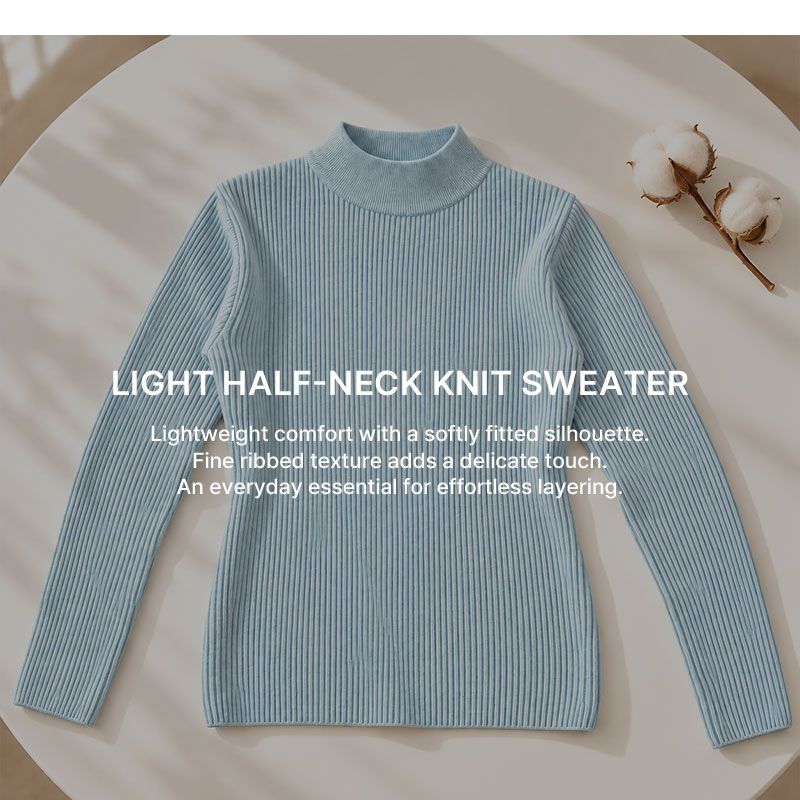 LIGHT HALF-NECK KNIT SWEATER
Lightweight comfort with a softly fitted silhouette.
Fine ribbed texture adds a delicate touch.
An everyday essential for effortless layering.